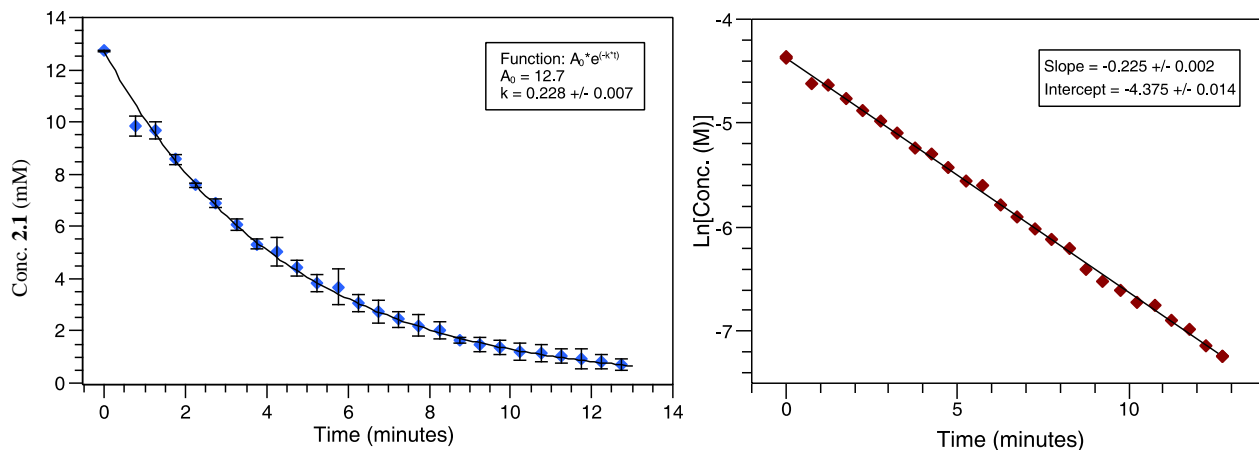 14
12
10
8
6
4
2
0
Conc. 2.1 (mM)
Function: A₀*e^(-k*t)
A₀ = 12.7
k = 0.228 +/- 0.007
0 2 4 6 8 10 12 14
Time (minutes)
-4
-5
-6
-7
Ln[Conc. (M)]
Slope = -0.225 +/- 0.002
Intercept = -4.375 +/- 0.014
0 5 10
Time (minutes)